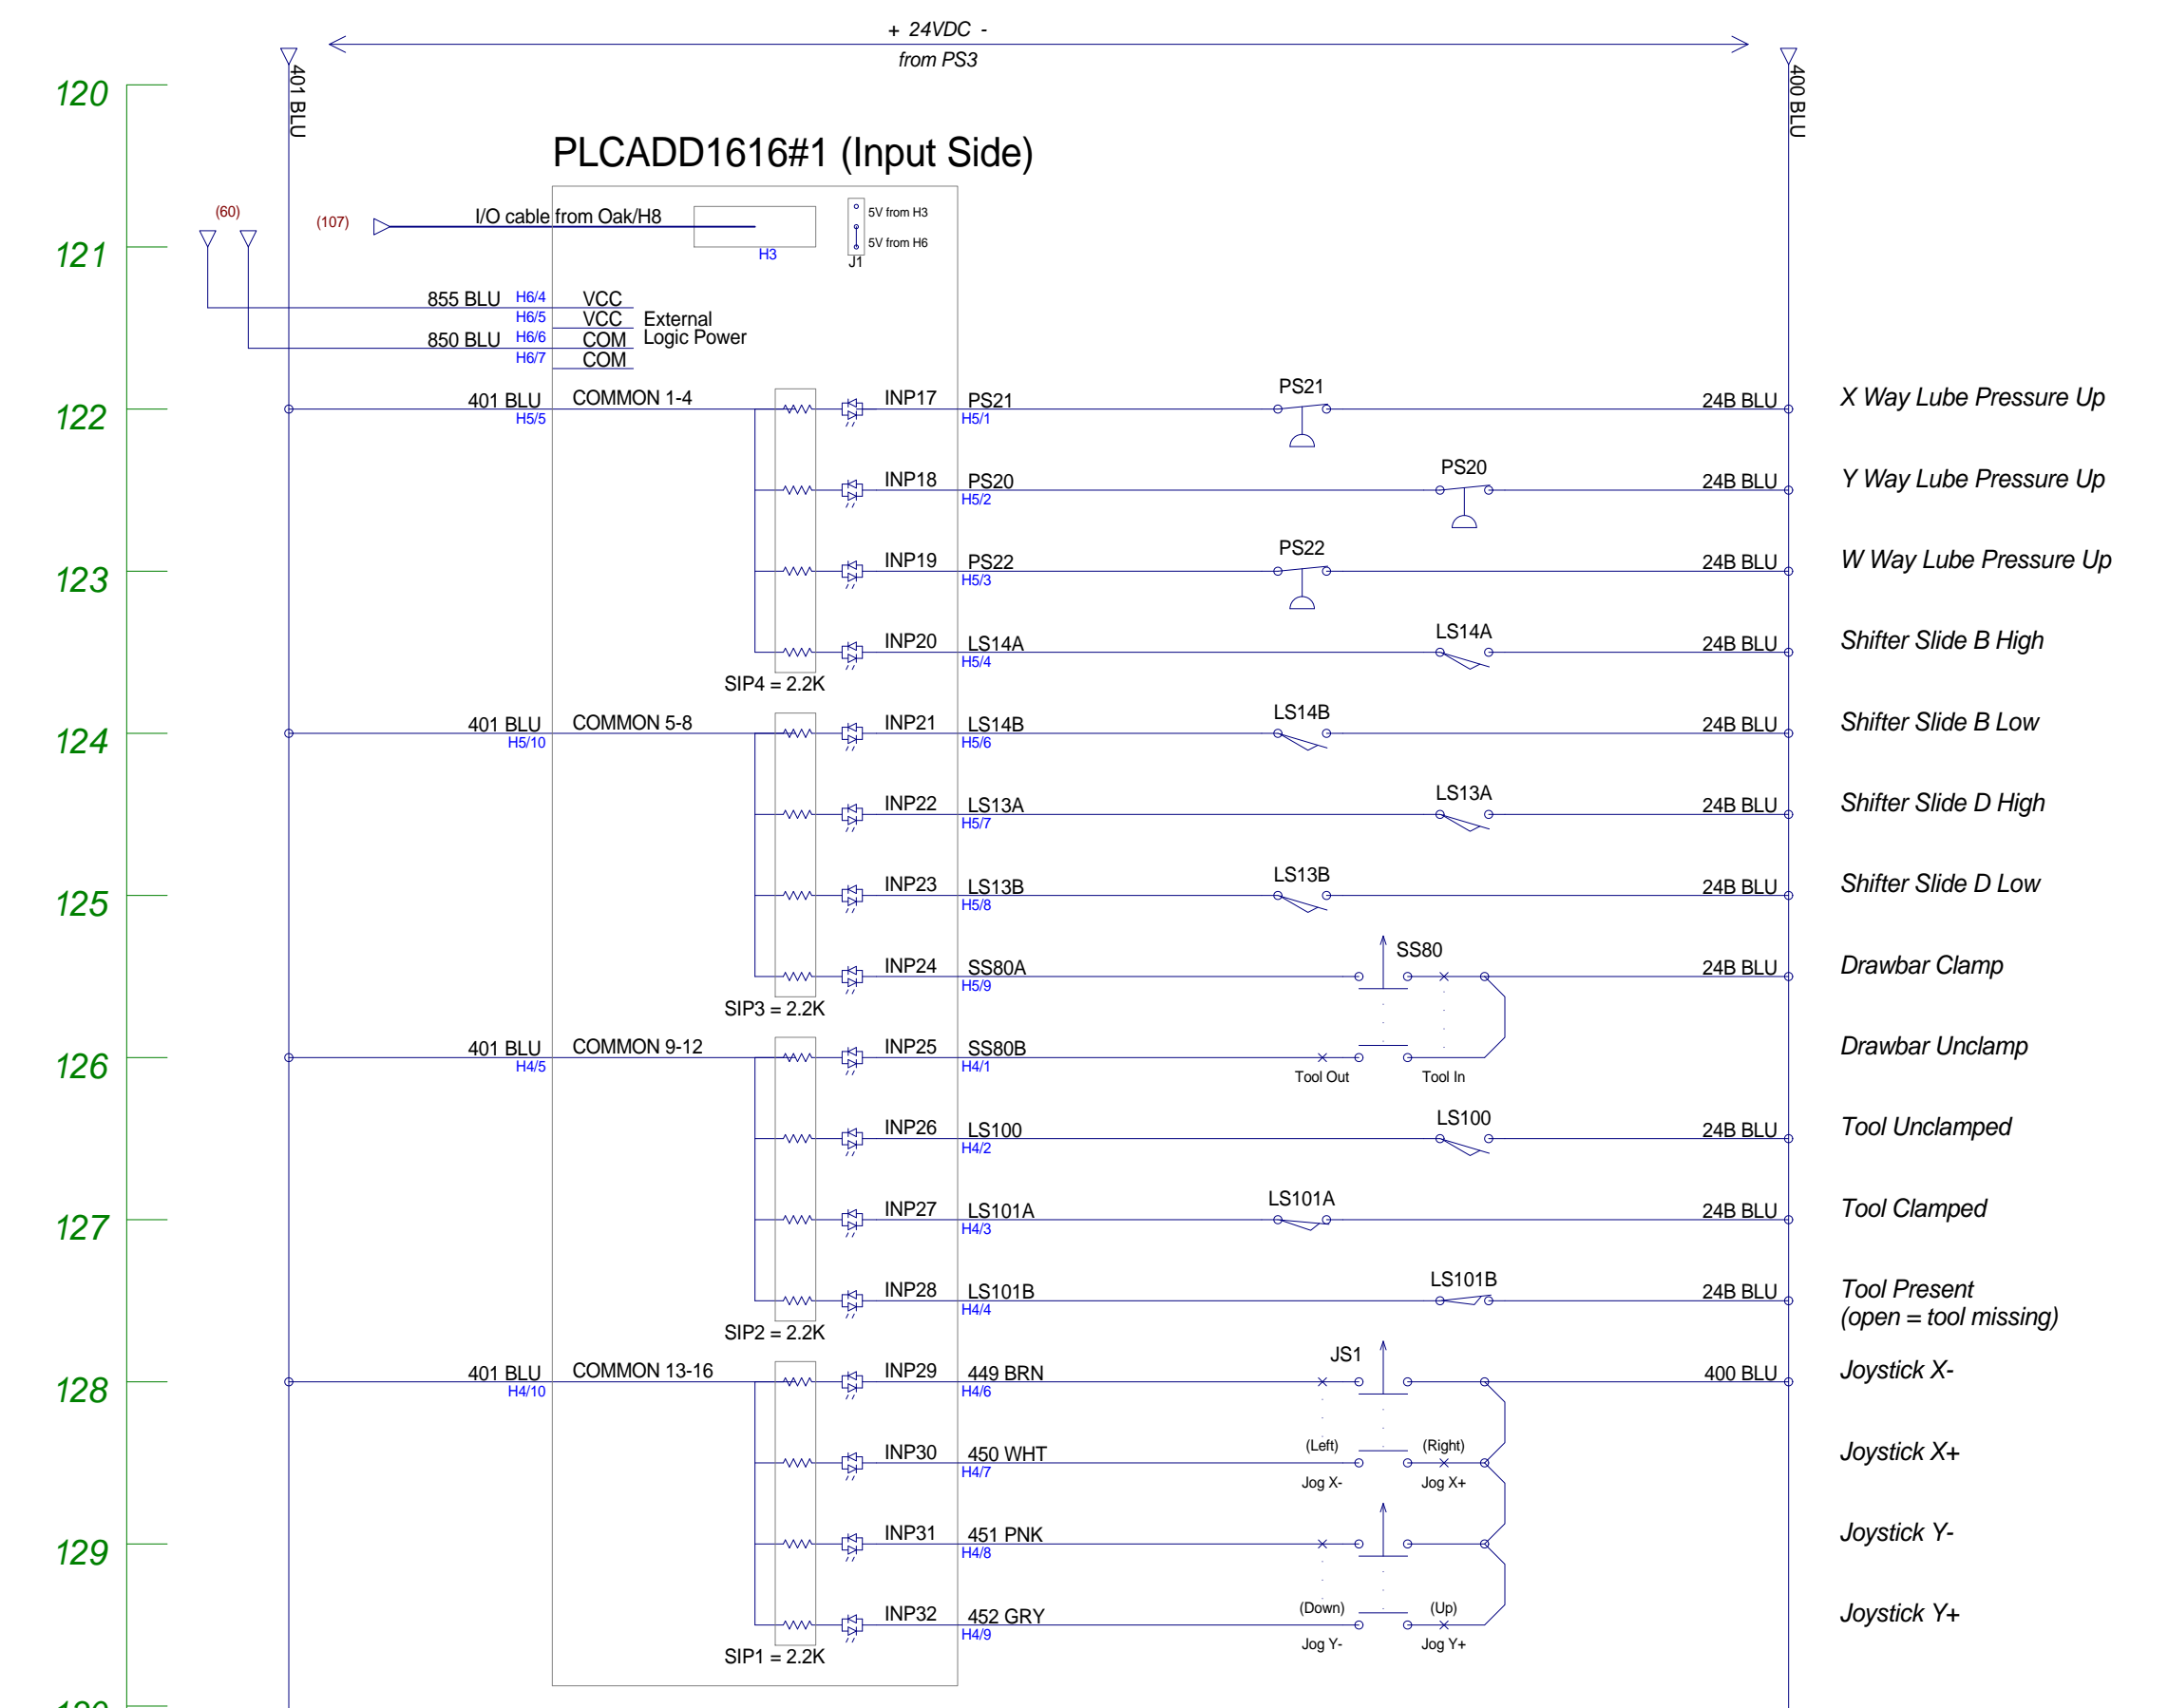 + 24VDC -
from PS3
401 BLU
400 BLU
120
PLCADD1616#1 (Input Side)
(60)
(107)
I/O cable from Oak/H8
5V from H3
121
5V from H6
H3
J1
855 BLU H6/4 VCC
H6/5 VCC External
850 BLU H6/6 COM Logic Power
H6/7 COM
122 401 BLU COMMON 1-4 INP17 PS21 PS21 24B BLU X Way Lube Pressure Up
H5/5 H5/1
INP18 PS20 PS20 24B BLU Y Way Lube Pressure Up
H5/2
123 INP19 PS22 PS22 24B BLU W Way Lube Pressure Up
H5/3
INP20 LS14A LS14A 24B BLU Shifter Slide B High
H5/4
SIP4 = 2.2K
124 401 BLU COMMON 5-8 INP21 LS14B LS14B 24B BLU Shifter Slide B Low
H5/10 H5/6
INP22 LS13A LS13A 24B BLU Shifter Slide D High
H5/7
125 INP23 LS13B LS13B 24B BLU Shifter Slide D Low
H5/8
INP24 SS80A SS80 24B BLU Drawbar Clamp
H5/9
SIP3 = 2.2K
126 401 BLU COMMON 9-12 INP25 SS80B Drawbar Unclamp
H4/5 H4/1 Tool Out Tool In
INP26 LS100 LS100 24B BLU Tool Unclamped
H4/2
127 INP27 LS101A LS101A 24B BLU Tool Clamped
H4/3
INP28 LS101B LS101B 24B BLU Tool Present
H4/4 (open = tool missing)
SIP2 = 2.2K
128 401 BLU COMMON 13-16 INP29 449 BRN JS1 400 BLU Joystick X-
H4/10 H4/6
INP30 450 WHT (Left) (Right) Joystick X+
H4/7 Jog X- Jog X+
129 INP31 451 PNK Joystick Y-
H4/8
INP32 452 GRY (Down) (Up) Joystick Y+
H4/9 Jog Y- Jog Y+
SIP1 = 2.2K